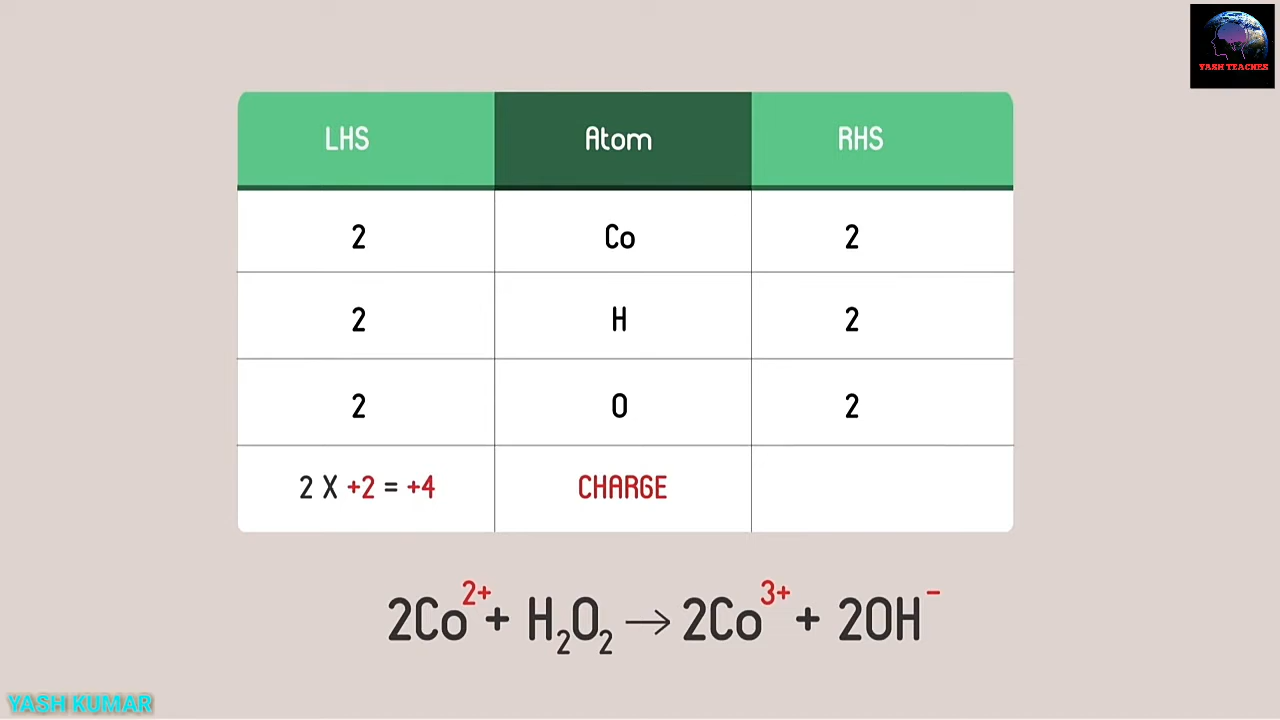 YASH TEACHES
LHS Atom RHS
2 Co 2
2 H 2
2 O 2
2 X +2 = +4 CHARGE
2Co²⁺ + H₂O₂ → 2Co³⁺ + 2OH⁻
YASH KUMAR